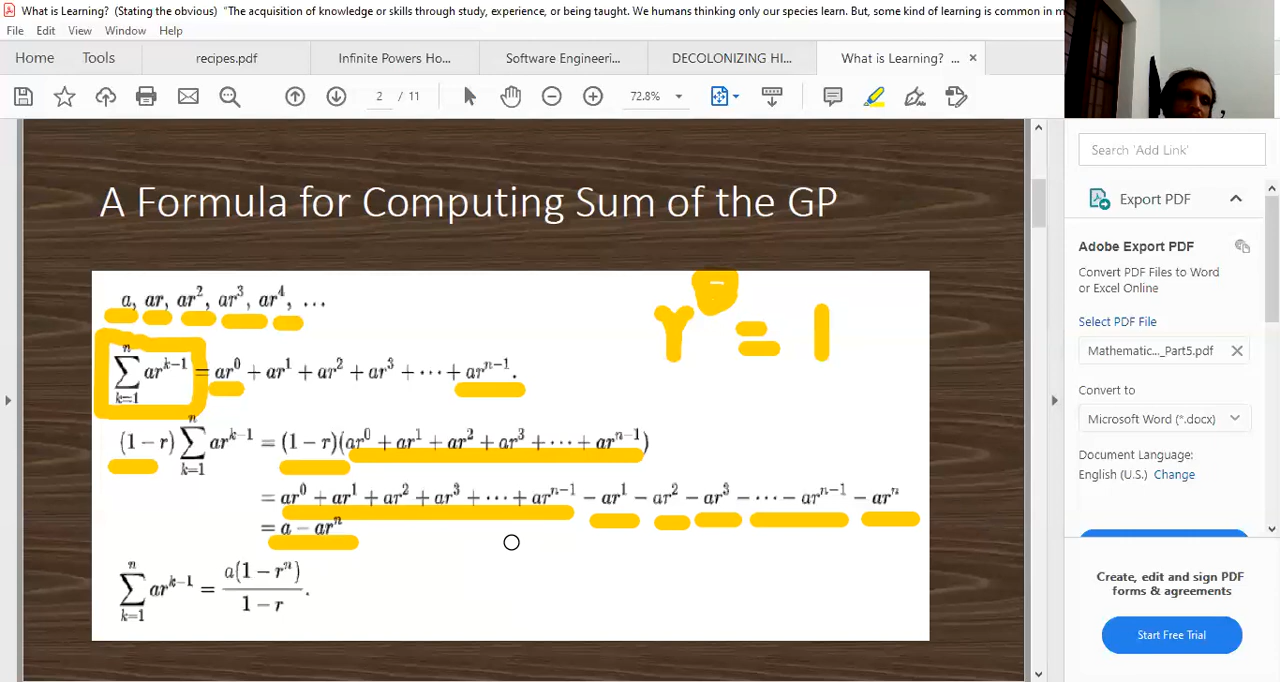 What is Learning? (Stating the obvious) “The acquisition of knowledge or skills through study, experience, or being taught. We humans thinking only our species learn. But, some kind of learning is common in m
File Edit View Window Help
Home Tools recipes.pdf Infinite Powers Ho... Software Engineeri... DECOLONIZING HI... What is Learning? ... ×
2 / 11 72.8%
A Formula for Computing Sum of the GP
a, ar, ar², ar³, ar⁴, ...
r⁰ = 1
∑ₖ₌₁ⁿ arᵏ⁻¹ = ar⁰ + ar¹ + ar² + ar³ + ··· + arⁿ⁻¹.
(1 − r) ∑ₖ₌₁ⁿ arᵏ⁻¹ = (1 − r)(ar⁰ + ar¹ + ar² + ar³ + ··· + arⁿ⁻¹)
= ar⁰ + ar¹ + ar² + ar³ + ··· + arⁿ⁻¹ − ar¹ − ar² − ar³ − ··· − arⁿ⁻¹ − arⁿ
= a − arⁿ
∑ₖ₌₁ⁿ arᵏ⁻¹ = a(1 − rⁿ) / 1 − r .
Search 'Add Link'
Export PDF
Adobe Export PDF
Convert PDF Files to Word
or Excel Online
Select PDF File
Mathematic..._Part5.pdf ×
Convert to
Microsoft Word (*.docx)
Document Language:
English (U.S.) Change
Create, edit and sign PDF
forms & agreements
Start Free Trial